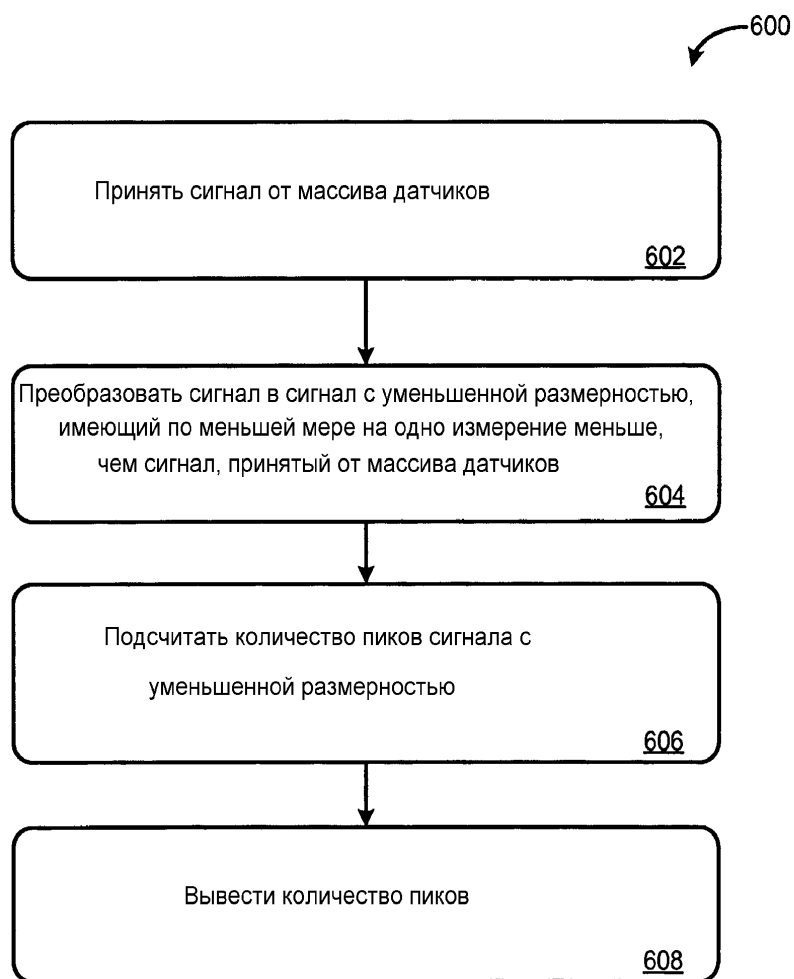 600
Принять сигнал от массива датчиков
602
Преобразовать сигнал в сигнал с уменьшенной размерностью,
имеющий по меньшей мере на одно измерение меньше,
чем сигнал, принятый от массива датчиков
604
Подсчитать количество пиков сигнала с
уменьшенной размерностью
606
Вывести количество пиков
608